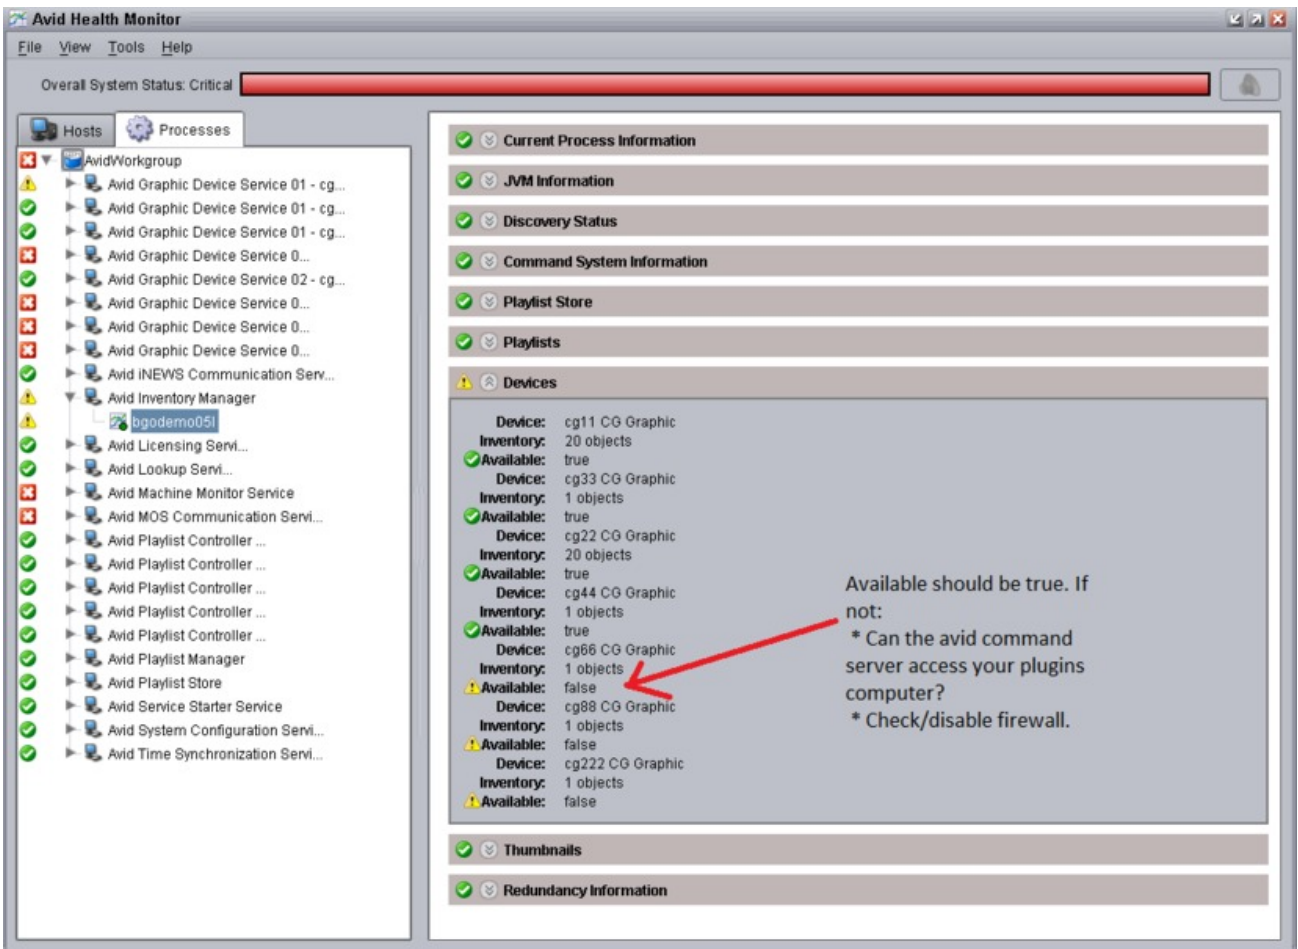 Avid Health Monitor
File View Tools Help
Overall System Status: Critical
Hosts Processes
AvidWorkgroup
Avid Graphic Device Service 01 - cg...
Avid Graphic Device Service 01 - cg...
Avid Graphic Device Service 01 - cg...
Avid Graphic Device Service 0...
Avid Graphic Device Service 02 - cg...
Avid Graphic Device Service 0...
Avid Graphic Device Service 0...
Avid Graphic Device Service 0...
Avid iNEWS Communication Serv...
Avid Inventory Manager
bgodemo05l
Avid Licensing Servi...
Avid Lookup Servi...
Avid Machine Monitor Service
Avid MOS Communication Servi...
Avid Playlist Controller ...
Avid Playlist Controller ...
Avid Playlist Controller ...
Avid Playlist Controller ...
Avid Playlist Controller ...
Avid Playlist Manager
Avid Playlist Store
Avid Service Starter Service
Avid System Configuration Servi...
Avid Time Synchronization Servi...
Current Process Information
JVM Information
Discovery Status
Command System Information
Playlist Store
Playlists
Devices
Device: cg11 CG Graphic
Inventory: 20 objects
Available: true
Device: cg33 CG Graphic
Inventory: 1 objects
Available: true
Device: cg22 CG Graphic
Inventory: 20 objects
Available: true
Device: cg44 CG Graphic
Inventory: 1 objects
Available: true
Device: cg66 CG Graphic
Inventory: 1 objects
Available: false
Device: cg88 CG Graphic
Inventory: 1 objects
Available: false
Device: cg222 CG Graphic
Inventory: 1 objects
Available: false
Available should be true. If
not:
* Can the avid command
server access your plugins
computer?
* Check/disable firewall.
Thumbnails
Redundancy Information